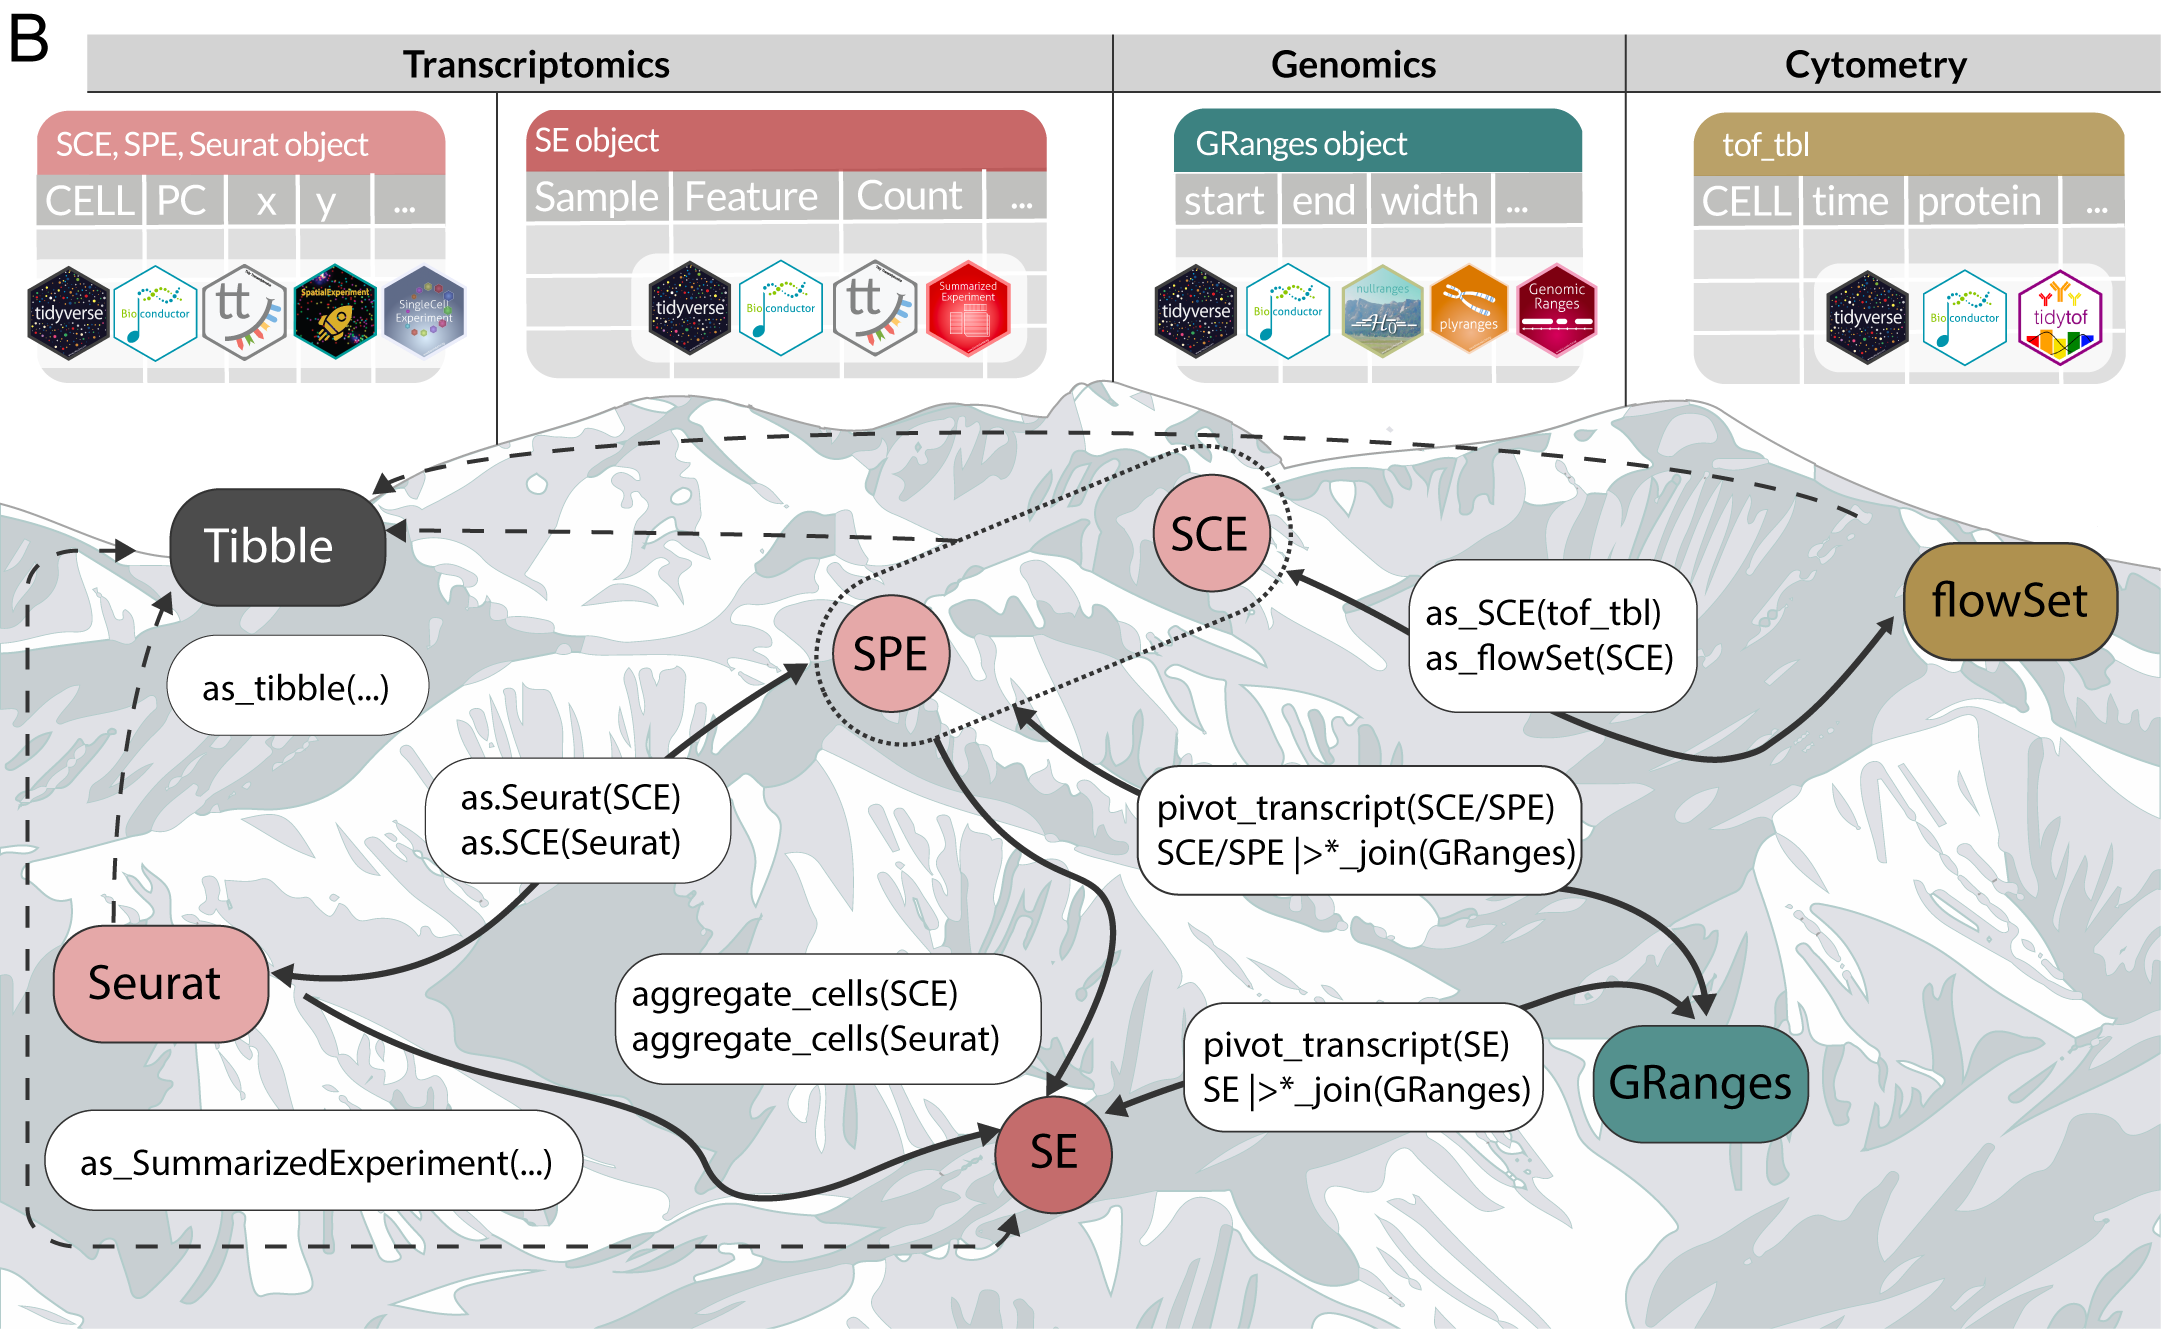 B
Transcriptomics
Genomics
Cytometry
SCE, SPE, Seurat object
CELL PC x y ...
tidyverse
Bioconductor
tt
SpatialExperiment
SingleCell
Experiment
SE object
Sample Feature Count ...
tidyverse
Bioconductor
tt
Summarized
Experiment
GRanges object
start end width ...
tidyverse
Bioconductor
nullranges
H0
plyranges
Genomic
Ranges
tof_tbl
CELL time protein ...
tidyverse
Bioconductor
tidytof
Tibble
SCE
SPE
flowSet
as_SCE(tof_tbl)
as_flowSet(SCE)
as_tibble(...)
as.Seurat(SCE)
as.SCE(Seurat)
pivot_transcript(SCE/SPE)
SCE/SPE |>*_join(GRanges)
Seurat
aggregate_cells(SCE)
aggregate_cells(Seurat)
pivot_transcript(SE)
SE |>*_join(GRanges)
GRanges
as_SummarizedExperiment(...)
SE